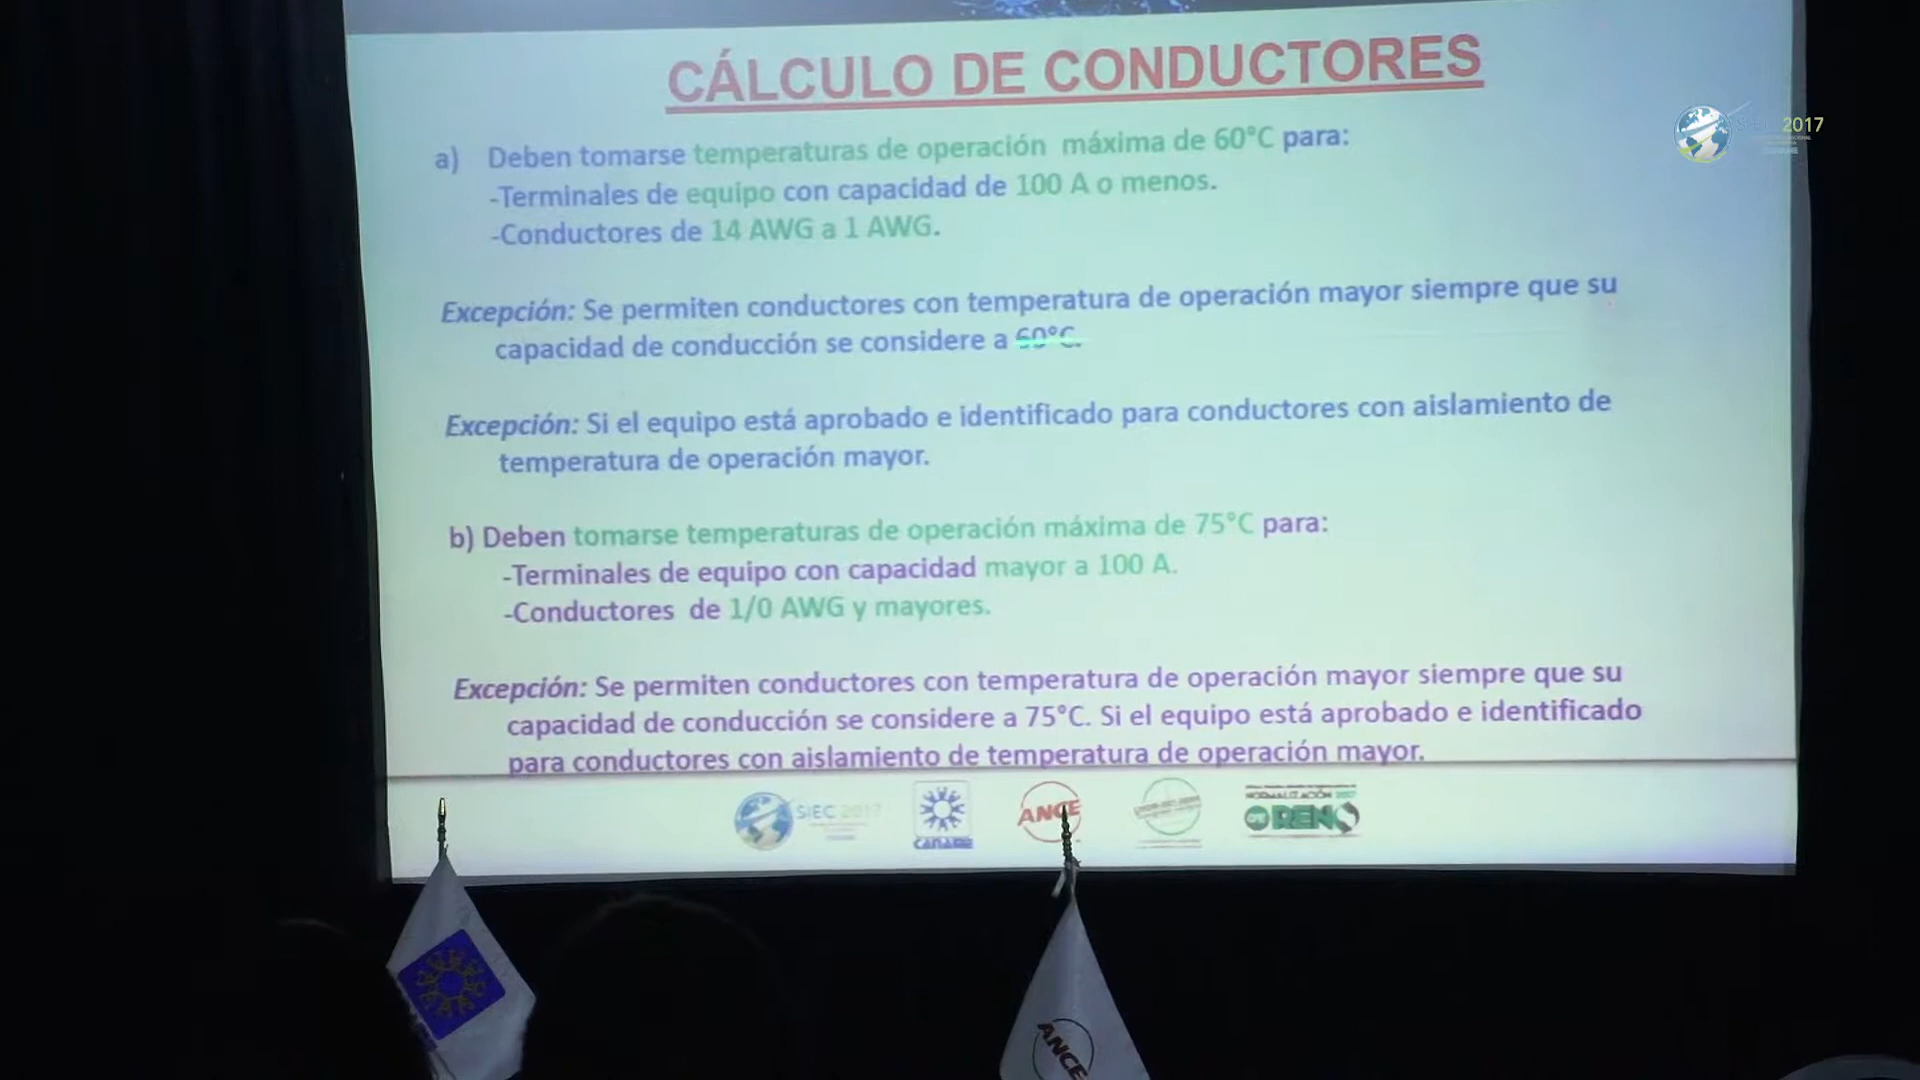 CÁLCULO DE CONDUCTORES
SIEC 2017
a) Deben tomarse temperaturas de operación máxima de 60°C para:
-Terminales de equipo con capacidad de 100 A o menos.
-Conductores de 14 AWG a 1 AWG.
Excepción: Se permiten conductores con temperatura de operación mayor siempre que su
capacidad de conducción se considere a 60°C.
Excepción: Si el equipo está aprobado e identificado para conductores con aislamiento de
temperatura de operación mayor.
b) Deben tomarse temperaturas de operación máxima de 75°C para:
-Terminales de equipo con capacidad mayor a 100 A.
-Conductores de 1/0 AWG y mayores.
Excepción: Se permiten conductores con temperatura de operación mayor siempre que su
capacidad de conducción se considere a 75°C. Si el equipo está aprobado e identificado
para conductores con aislamiento de temperatura de operación mayor.
SIEC 2017
CANAME
ANCE
NORMALIZACIÓN
ANCE